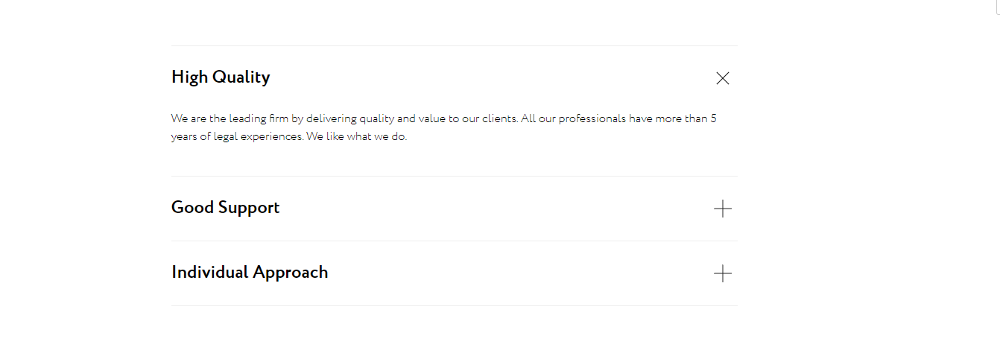 High Quality
We are the leading firm by delivering quality and value to our clients. All our professionals have more than 5
years of legal experiences. We like what we do.
Good Support
Individual Approach